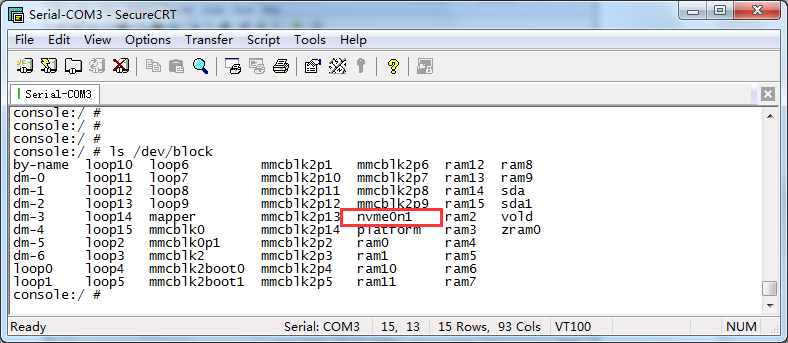 Serial-COM3 - SecureCRT
File Edit View Options Transfer Script Tools Help
Serial-COM3
console:/ #
console:/ #
console:/ #
console:/ # ls /dev/block
by-name loop10 loop6 mmcblk2p1 mmcblk2p6 ram12 ram8
dm-0 loop11 loop7 mmcblk2p10 mmcblk2p7 ram13 ram9
dm-1 loop12 loop8 mmcblk2p11 mmcblk2p8 ram14 sda
dm-2 loop13 loop9 mmcblk2p12 mmcblk2p9 ram15 sda1
dm-3 loop14 mapper mmcblk2p13 nvme0n1 ram2 vold
dm-4 loop15 mmcblk0 mmcblk2p14 platform ram3 zram0
dm-5 loop2 mmcblk0p1 mmcblk2p2 ram0 ram4
dm-6 loop3 mmcblk2 mmcblk2p3 ram1 ram5
loop0 loop4 mmcblk2boot0 mmcblk2p4 ram10 ram6
loop1 loop5 mmcblk2boot1 mmcblk2p5 ram11 ram7
console:/ #
Ready Serial: COM3 15, 13 15 Rows, 93 Cols VT100 NUM